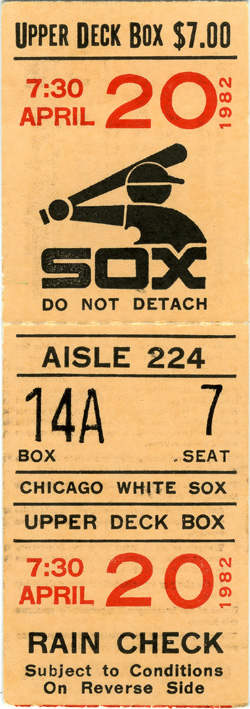 UPPER DECK BOX $7.00
7:30 APRIL 20 1982
SOX
DO NOT DETACH
AISLE 224
14A 7
BOX SEAT
CHICAGO WHITE SOX
UPPER DECK BOX
7:30 APRIL 20 1982
RAIN CHECK
Subject to Conditions
On Reverse Side